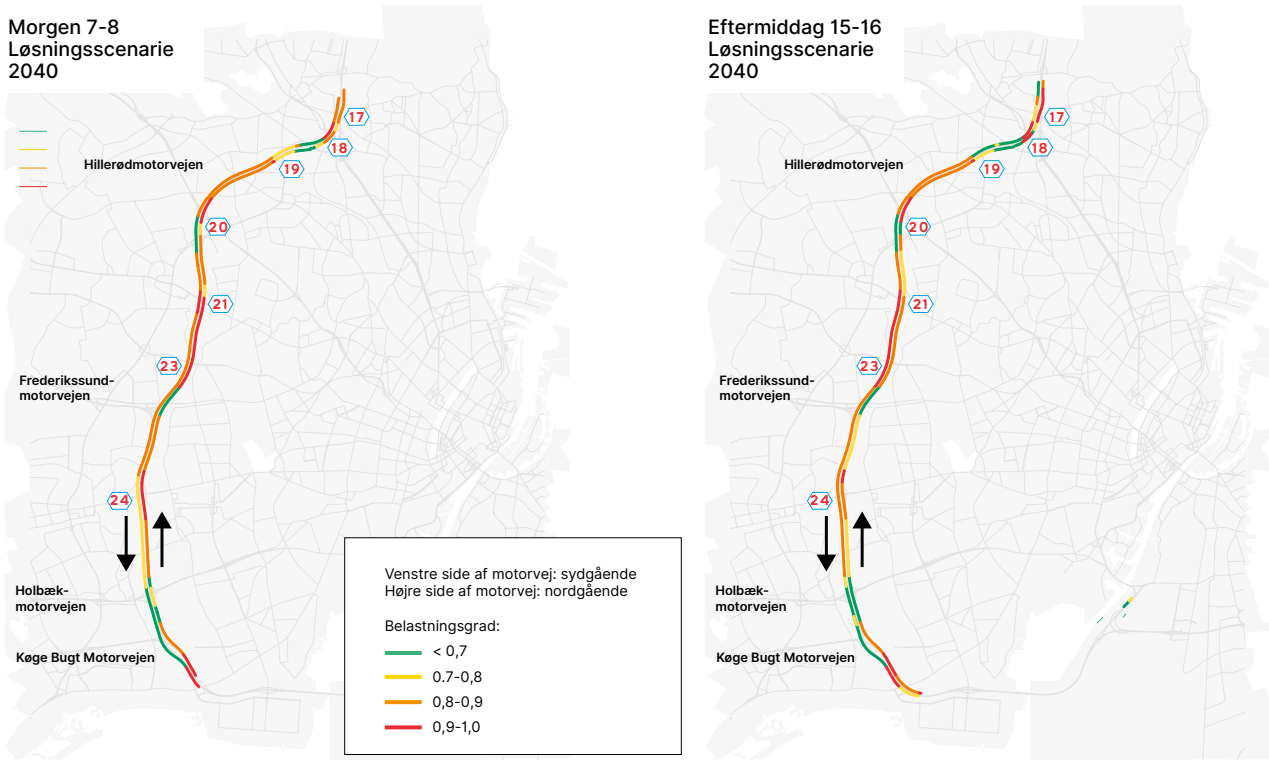 Morgen 7-8
Løsningsscenarie
2040
17
18
Hillerødmotorvejen
19
20
21
23
Frederikssund-
motorvejen
24
Holbæk-
motorvejen
Køge Bugt Motorvejen
Eftermiddag 15-16
Løsningsscenarie
2040
17
18
Hillerødmotorvejen
19
20
21
23
Frederikssund-
motorvejen
24
Holbæk-
motorvejen
Køge Bugt Motorvejen
Venstre side af motorvej: sydgående
Højre side af motorvej: nordgående
Belastningsgrad:
< 0,7
0.7-0,8
0,8-0,9
0,9-1,0